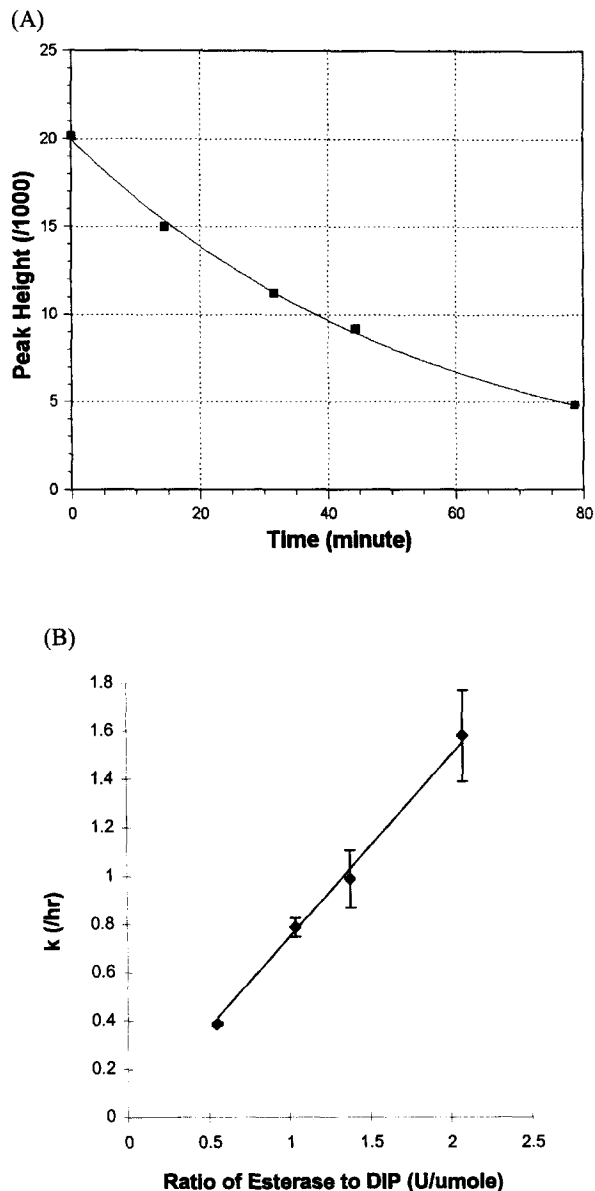 (A)
25
20
15
10
5
0
Peak Height (/1000)
0 20 40 60 80
Time (minute)
(B)
1.8
1.6
1.4
1.2
1
0.8
0.6
0.4
0.2
0
k (/hr)
0 0.5 1 1.5 2 2.5
Ratio of Esterase to DIP (U/umole)